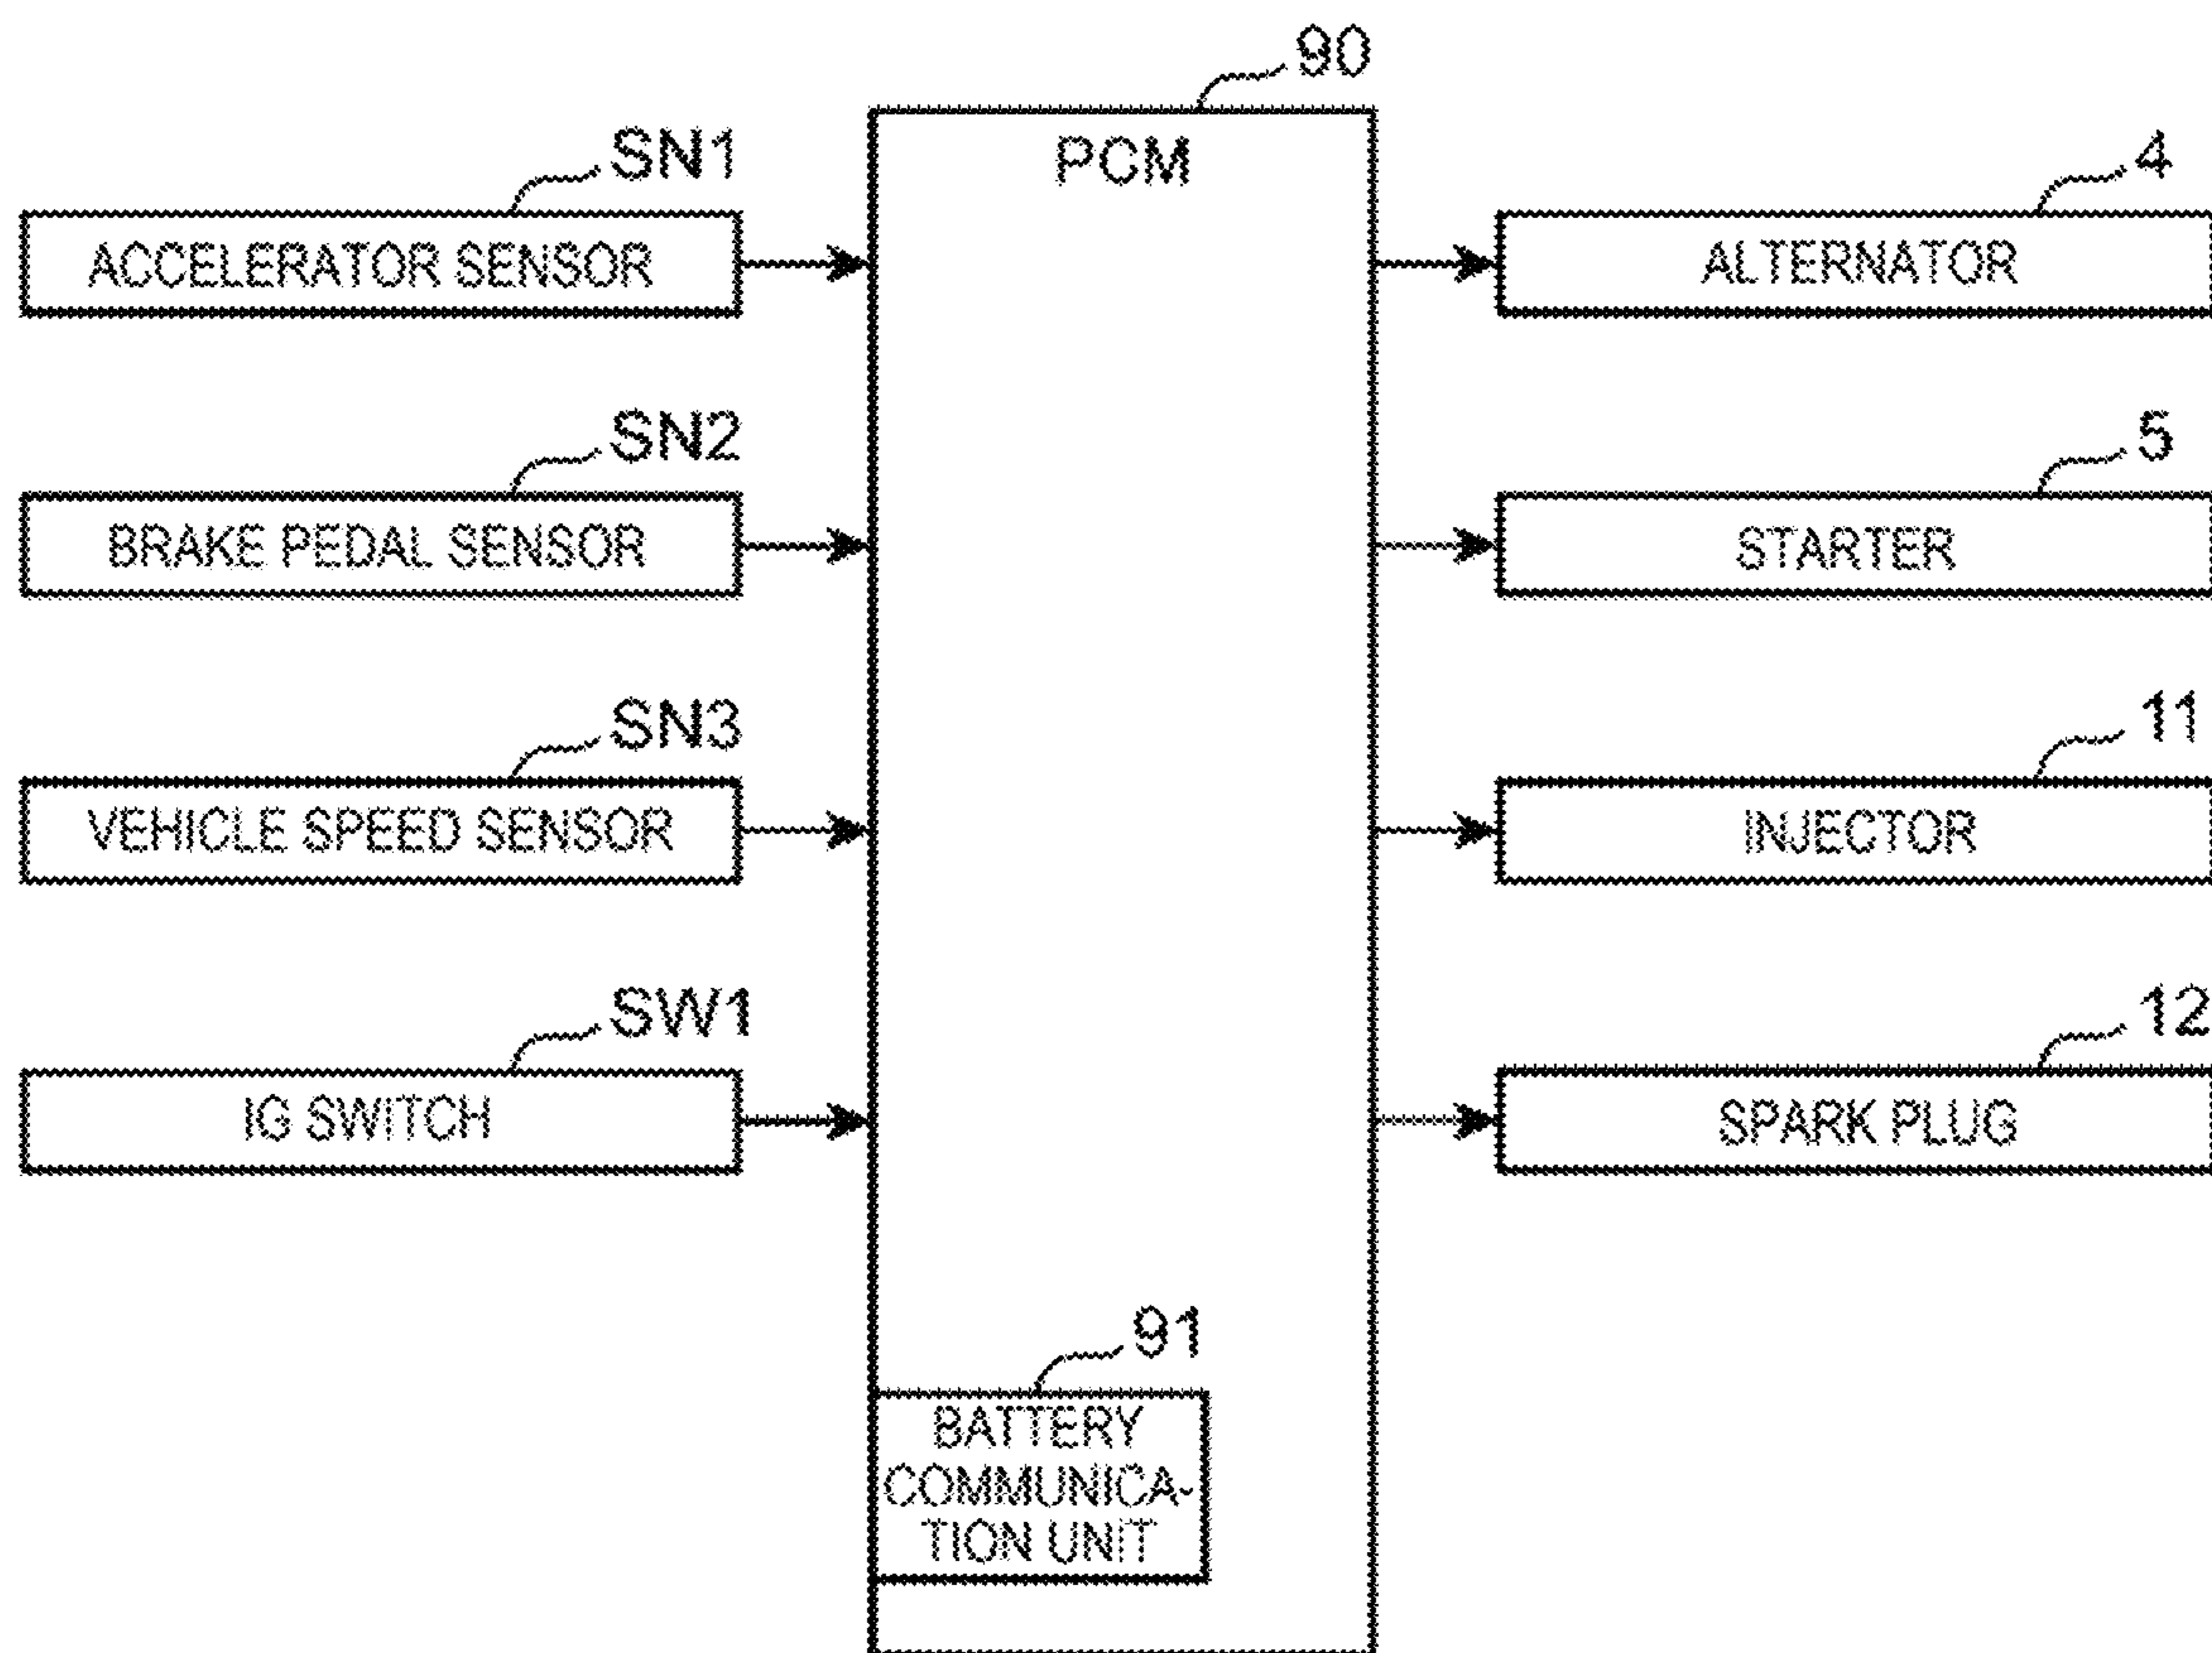 90
PCM
SN1
ACCELERATOR SENSOR
4
ALTERNATOR
SN2
BRAKE PEDAL SENSOR
5
STARTER
SN3
VEHICLE SPEED SENSOR
11
INJECTOR
SW1
IG SWITCH
12
SPARK PLUG
91
BATTERY
COMMUNICA-
TION UNIT